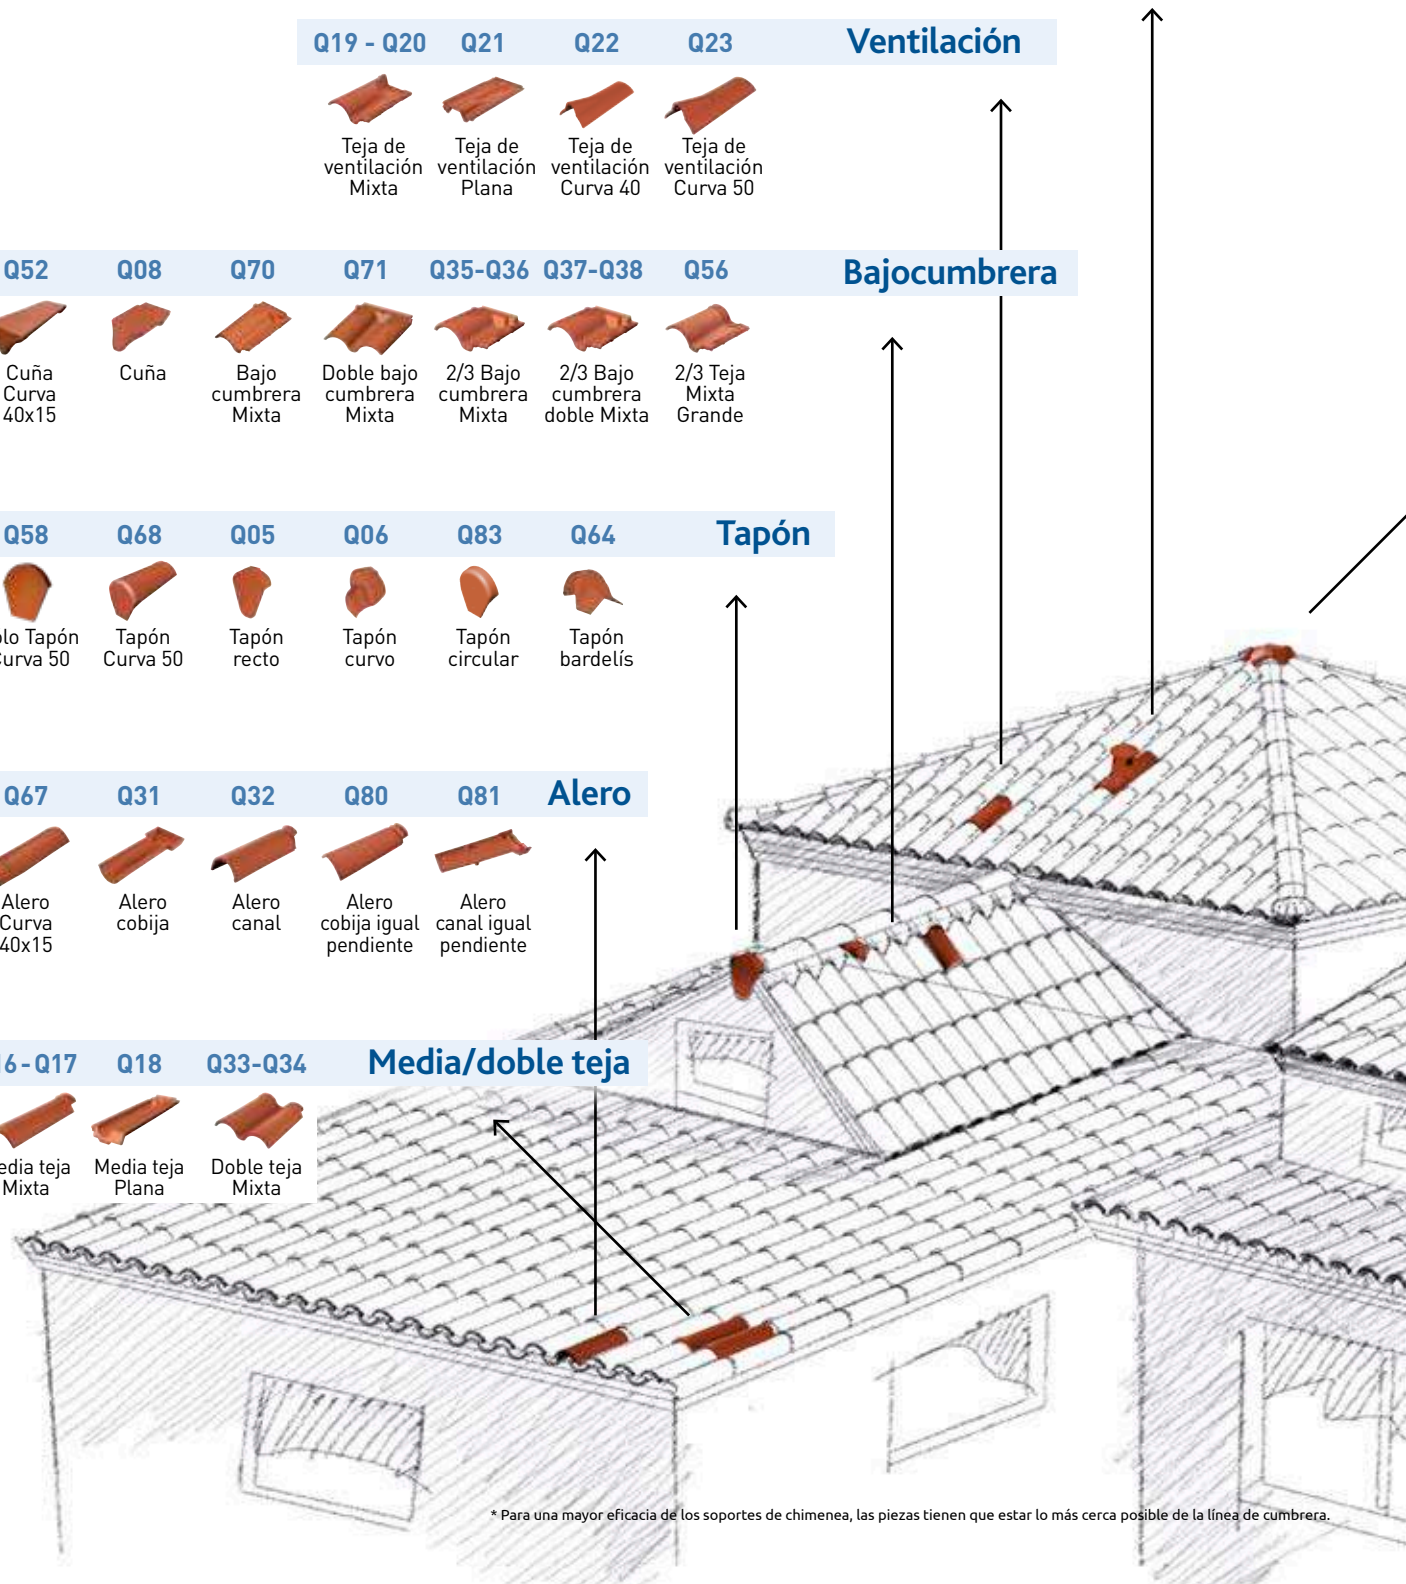 Q19 - Q20 Q21 Q22 Q23 Ventilación
Teja de ventilación Mixta
Teja de ventilación Plana
Teja de ventilación Curva 40
Teja de ventilación Curva 50
Q52 Q08 Q70 Q71 Q35-Q36 Q37-Q38 Q56 Bajocumbrera
Cuña Curva 40x15
Cuña
Bajo cumbrera Mixta
Doble bajo cumbrera Mixta
2/3 Bajo cumbrera Mixta
2/3 Bajo cumbrera doble Mixta
2/3 Teja Mixta Grande
Q58 Q68 Q05 Q06 Q83 Q64 Tapón
Tapón Curva 50
Tapón Curva 50
Tapón recto
Tapón curvo
Tapón circular
Tapón bardelís
Q67 Q31 Q32 Q80 Q81 Alero
Alero Curva 40x15
Alero cobija
Alero canal
Alero cobija igual pendiente
Alero canal igual pendiente
6-Q17 Q18 Q33-Q34 Media/doble teja
edia teja Mixta
Media teja Plana
Doble teja Mixta
* Para una mayor eficacia de los soportes de chimenea, las piezas tienen que estar lo más cerca posible de la línea de cumbrera.